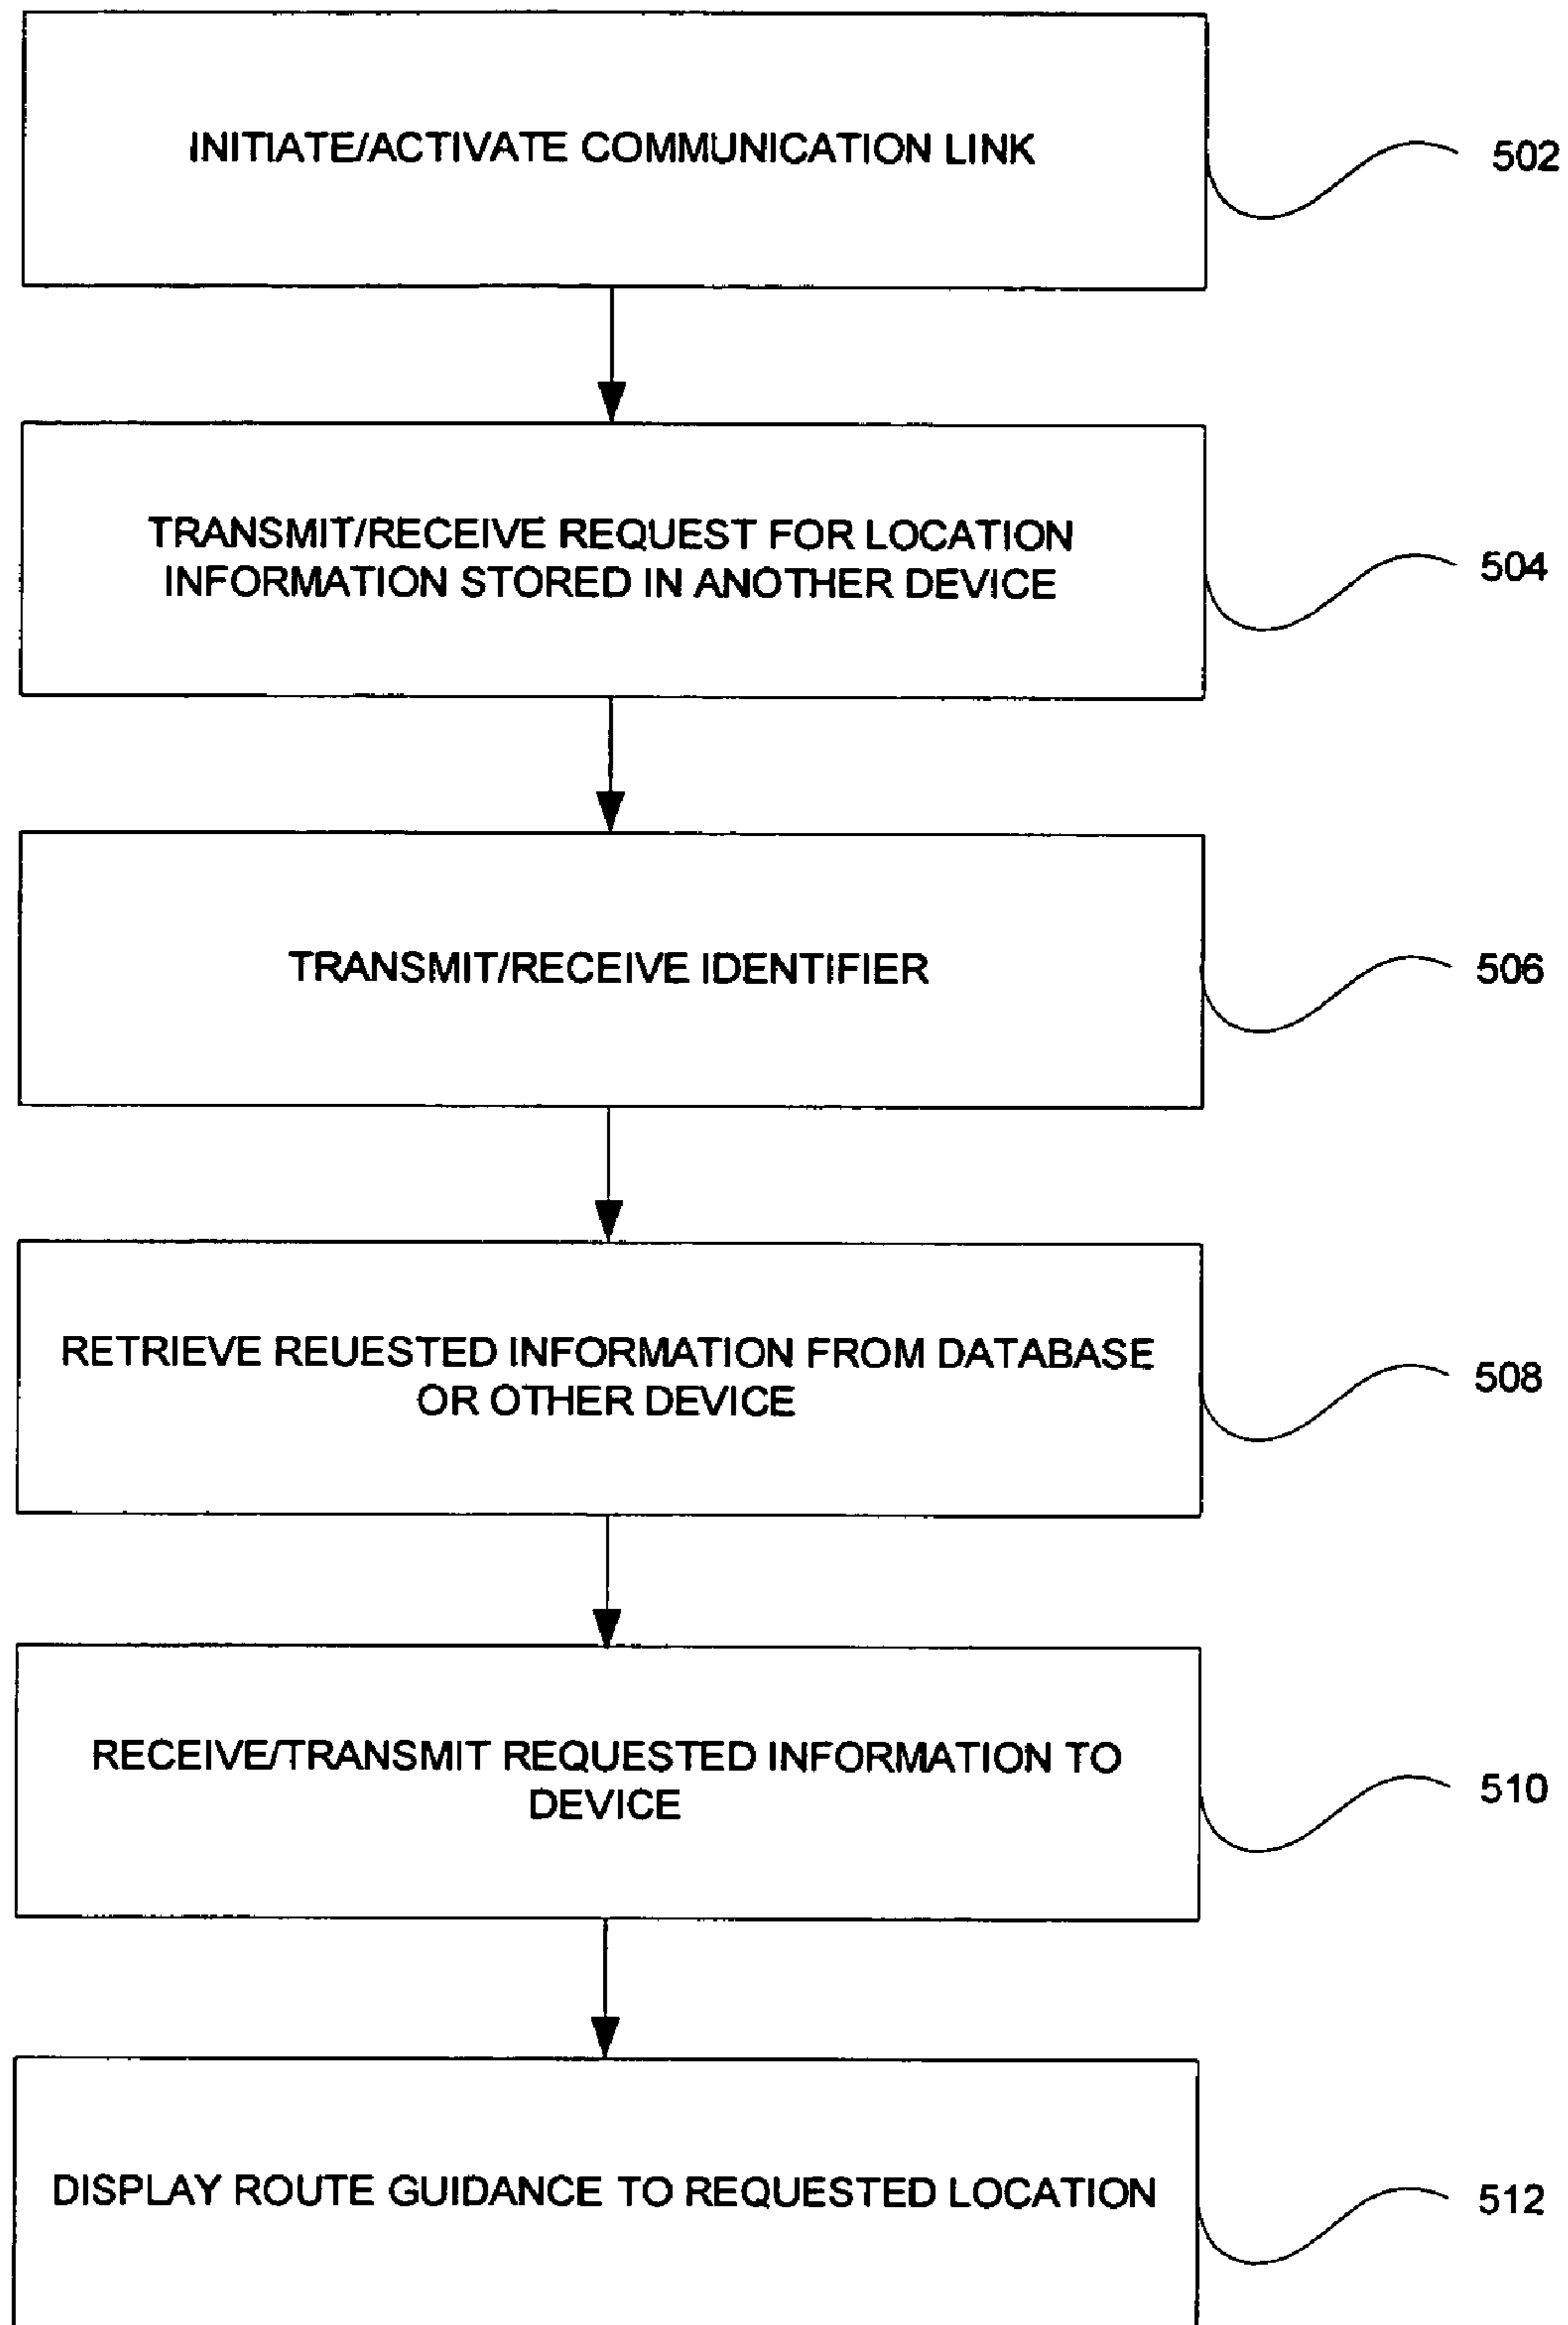 INITIATE/ACTIVATE COMMUNICATION LINK
502
TRANSMIT/RECEIVE REQUEST FOR LOCATION
INFORMATION STORED IN ANOTHER DEVICE
504
TRANSMIT/RECEIVE IDENTIFIER
506
RETRIEVE REUESTED INFORMATION FROM DATABASE
OR OTHER DEVICE
508
RECEIVE/TRANSMIT REQUESTED INFORMATION TO
DEVICE
510
DISPLAY ROUTE GUIDANCE TO REQUESTED LOCATION
512